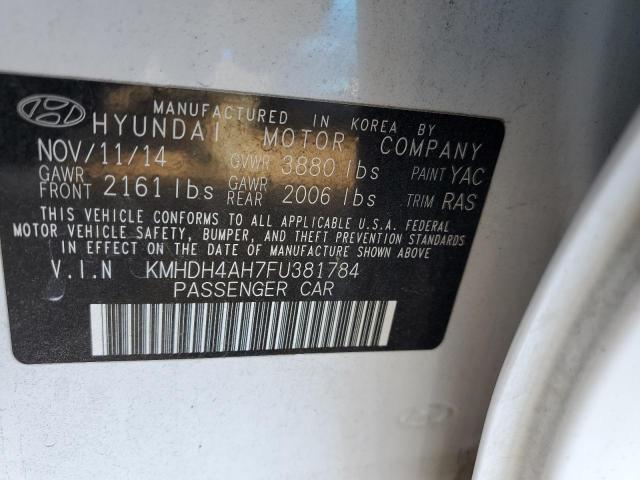 MANUFACTURED IN KOREA BY
HYUNDAI MOTOR COMPANY
NOV/11/14 GVWR 3880 lbs PAINT YAC
GAWR FRONT 2161 lbs GAWR REAR 2006 lbs TRIM RAS
THIS VEHICLE CONFORMS TO ALL APPLICABLE U.S.A. FEDERAL
MOTOR VEHICLE SAFETY, BUMPER, AND THEFT PREVENTION STANDARDS
IN EFFECT ON THE DATE OF MANUFACTURE SHOWN ABOVE
V.I.N KMHDH4AH7FU381784
PASSENGER CAR